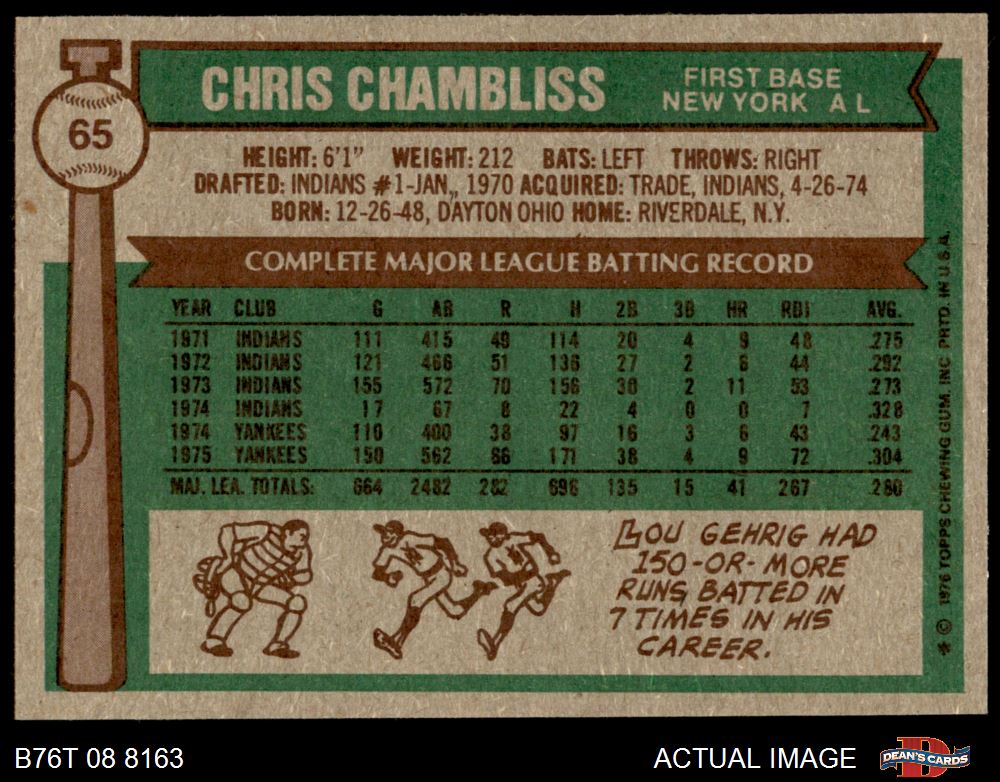 65
CHRIS CHAMBLISS
FIRST BASE
NEW YORK A L
HEIGHT: 6'1" WEIGHT: 212 BATS: LEFT THROWS: RIGHT
DRAFTED: INDIANS #1-JAN,, 1970 ACQUIRED: TRADE, INDIANS, 4-26-74
BORN: 12-26-48, DAYTON OHIO HOME: RIVERDALE, N.Y.
COMPLETE MAJOR LEAGUE BATTING RECORD
YEAR CLUB G AB R H 2B 3B HR RBI AVG.
1971 INDIANS 111 415 49 114 20 4 9 48 .275
1972 INDIANS 121 466 51 136 27 2 6 44 .292
1973 INDIANS 155 572 70 156 30 2 11 53 .273
1974 INDIANS 17 67 8 22 4 0 0 7 .328
1974 YANKEES 110 400 38 97 16 3 6 43 .243
1975 YANKEES 150 562 66 171 38 4 9 72 .304
MAJ. LEA. TOTALS: 664 2482 282 696 135 15 41 267 .280
LOU GEHRIG HAD
150-OR-MORE
RUNS BATTED IN
7 TIMES IN HIS
CAREER.
* © 1976 TOPPS CHEWING GUM, INC. PRTD. IN U.S.A.
B76T 08 8163
ACTUAL IMAGE
DEAN'S CARDS